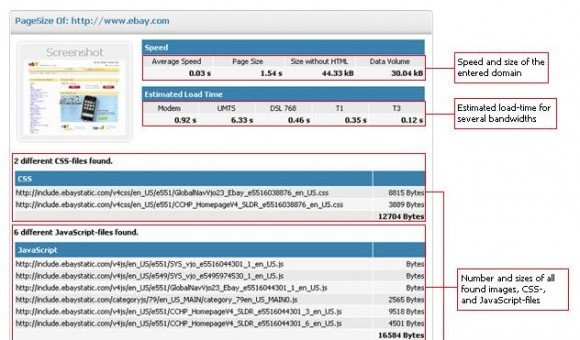 PageSize Of: http://www.ebay.com
Screenshot
Speed
Average Speed Page Size Size without HTML Data Volume
0.03 s 1.54 s 44.33 kB 30.04 kB
Speed and size of the
entered domain
Estimated Load Time
Modem UMTS DSL 768 T1 T3
0.92 s 6.33 s 0.46 s 0.35 s 0.12 s
Estimated load-time for
several bandwidths
2 different CSS-files found.
CSS
http://include.ebaystatic.com/v4css/en_US/e551/GlobalNavVjo23_Ebay_e5516038876_en_US.css 8815 Bytes
http://include.ebaystatic.com/v4css/en_US/e551/CCHP_HomepageV4_SLDR_e5516038876_en_US.css 3889 Bytes
12704 Bytes
6 different JavaScript-files found.
JavaScript
http://include.ebaystatic.com/v4js/en_US/e551/SYS_vjo_e5516044301_1_en_US.js Bytes
http://include.ebaystatic.com/v4js/en_US/e549/SYS_vjo_e5495974530_1_en_US.js Bytes
http://include.ebaystatic.com/v4js/en_US/e551/GlobalNavVjo23_Ebay_e5516044301_1_en_US.js Bytes
http://include.ebaystatic.com/categoryjs/79/en_US_MAIN/category_79en_US_MAIN0.js 2565 Bytes
http://include.ebaystatic.com/v4js/en_US/e551/CCHP_HomepageV4_SLDR_e5516044301_3_en_US.js 9518 Bytes
http://include.ebaystatic.com/v4js/en_US/e551/CCHP_HomepageV4_SLDR_e5516044301_6_en_US.js 4501 Bytes
16584 Bytes
Number and sizes of all
found images, CSS-,
and JavaScript-files